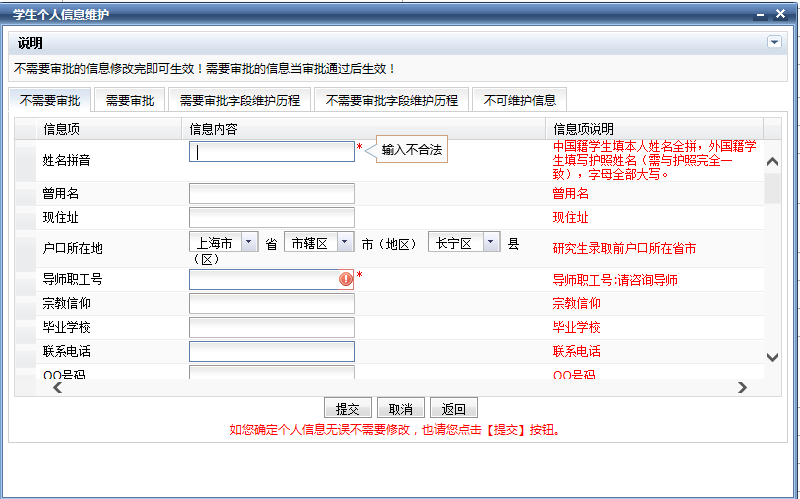 学生个人信息维护
说明
不需要审批的信息修改完即可生效！需要审批的信息当审批通过后生效！
不需要审批 需要审批 需要审批字段维护历程 不需要审批字段维护历程 不可维护信息
信息项 信息内容 信息项说明
姓名拼音 * 输入不合法 中国籍学生填本人姓名全拼，外国籍学
生填写护照姓名（需与护照完全一
致），字母全部大写。
曾用名 曾用名
现住址 现住址
户口所在地 上海市 省 市辖区 市（地区） 长宁区 县
（区） 研究生录取前户口所在省市
导师职工号 * 导师职工号:请咨询导师
宗教信仰 宗教信仰
毕业学校 毕业学校
联系电话 联系电话
QQ号码 QQ号码
提交 取消 返回
如您确定个人信息无误不需要修改，也请您点击【提交】按钮。